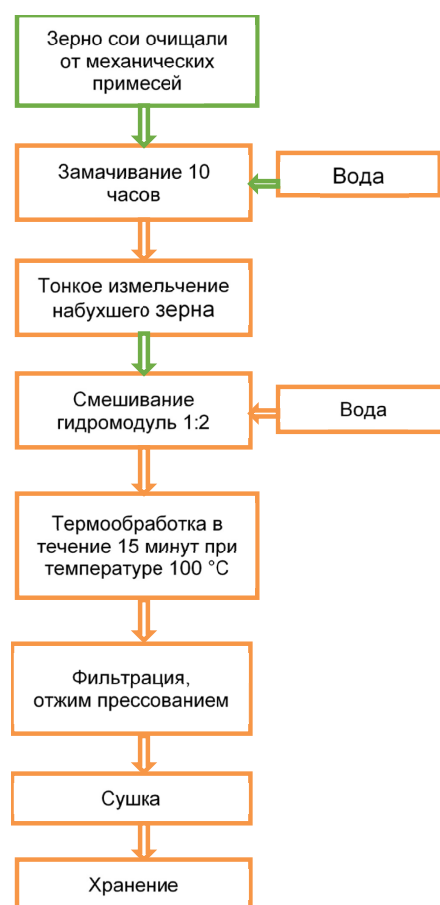 Зерно сои очищали
от механических
примесей
Замачивание 10
часов
Вода
Тонкое измельчение
набухшего зерна
Смешивание
гидромодуль 1:2
Вода
Термообработка в
течение 15 минут при
температуре 100 °С
Фильтрация,
отжим прессованием
Сушка
Хранение